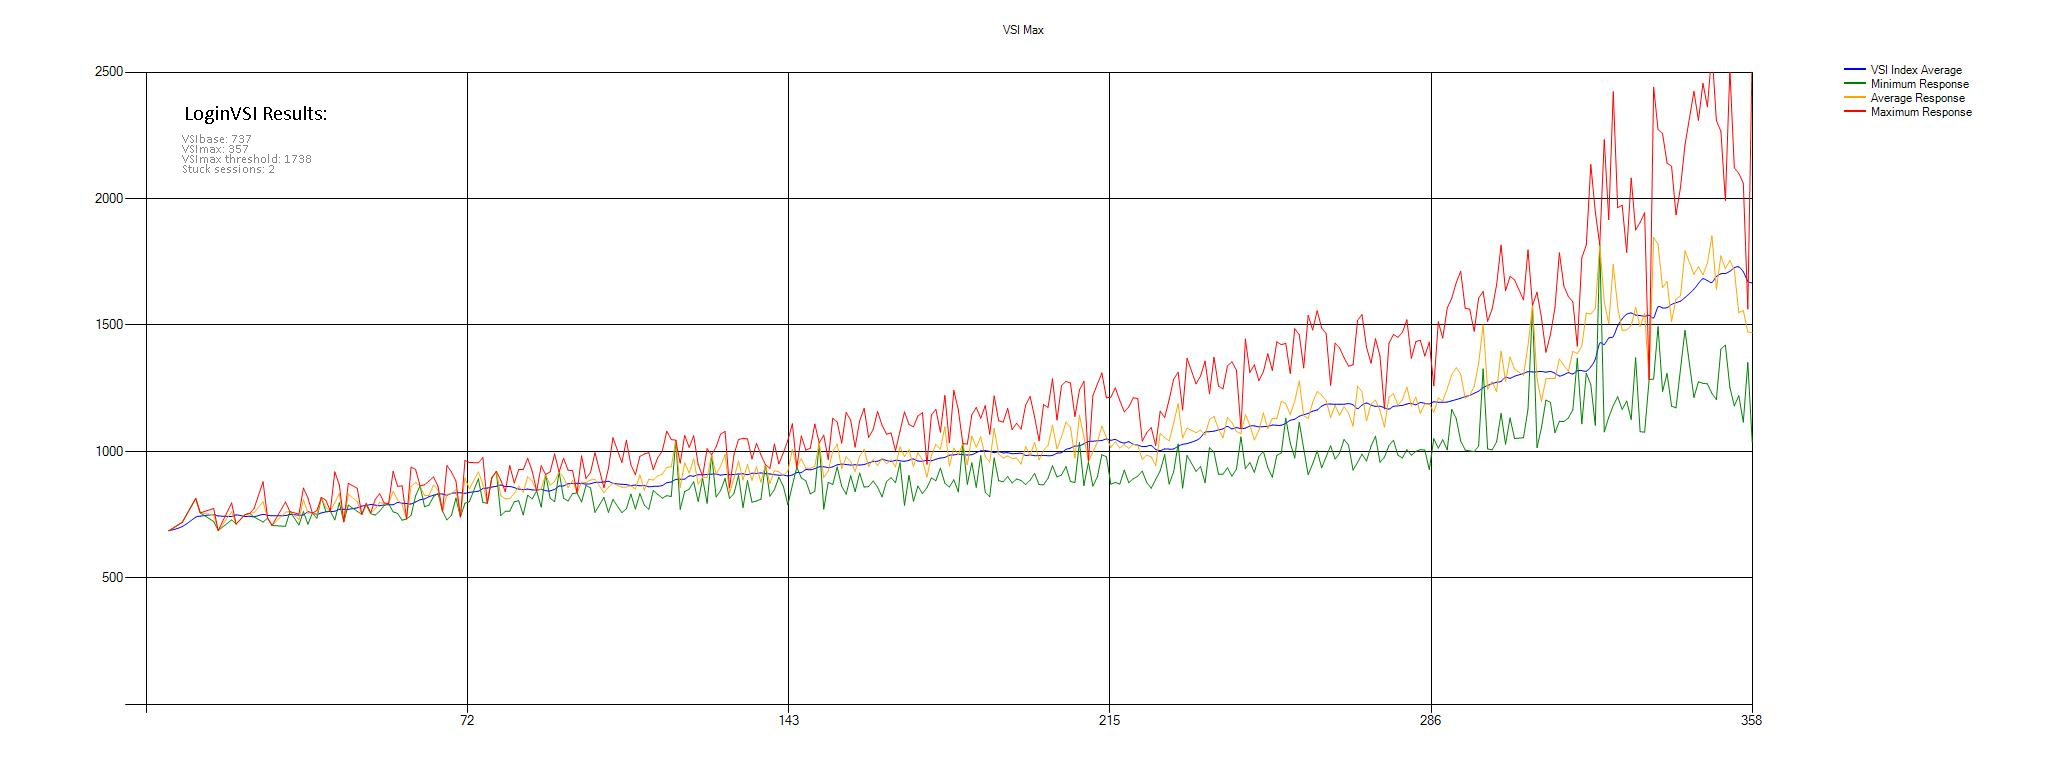 VSI Max
2500
2000
1500
1000
500
LoginVSI Results:
VSIbase: 737
VSImax: 357
VSImax threshold: 1738
Stuck sessions: 2
VSI Index Average
Minimum Response
Average Response
Maximum Response
72
143
215
286
358